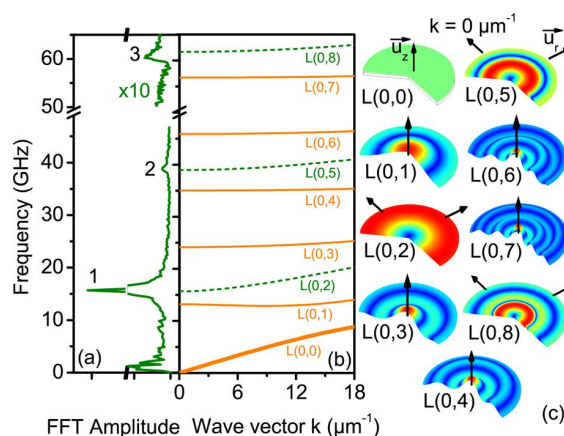 60
50
40
30
20
10
0
Frequency (GHz)
3
x10
2
1
(a)
FFT Amplitude
L(0,8)
L(0,7)
L(0,6)
L(0,5)
L(0,4)
L(0,3)
L(0,2)
L(0,1)
L(0,0)
(b)
0 6 12 18
Wave vector k (µm⁻¹)
k = 0 µm⁻¹
u_z
u_r
L(0,0)
L(0,5)
L(0,1)
L(0,6)
L(0,2)
L(0,7)
L(0,3)
L(0,8)
L(0,4)
(c)